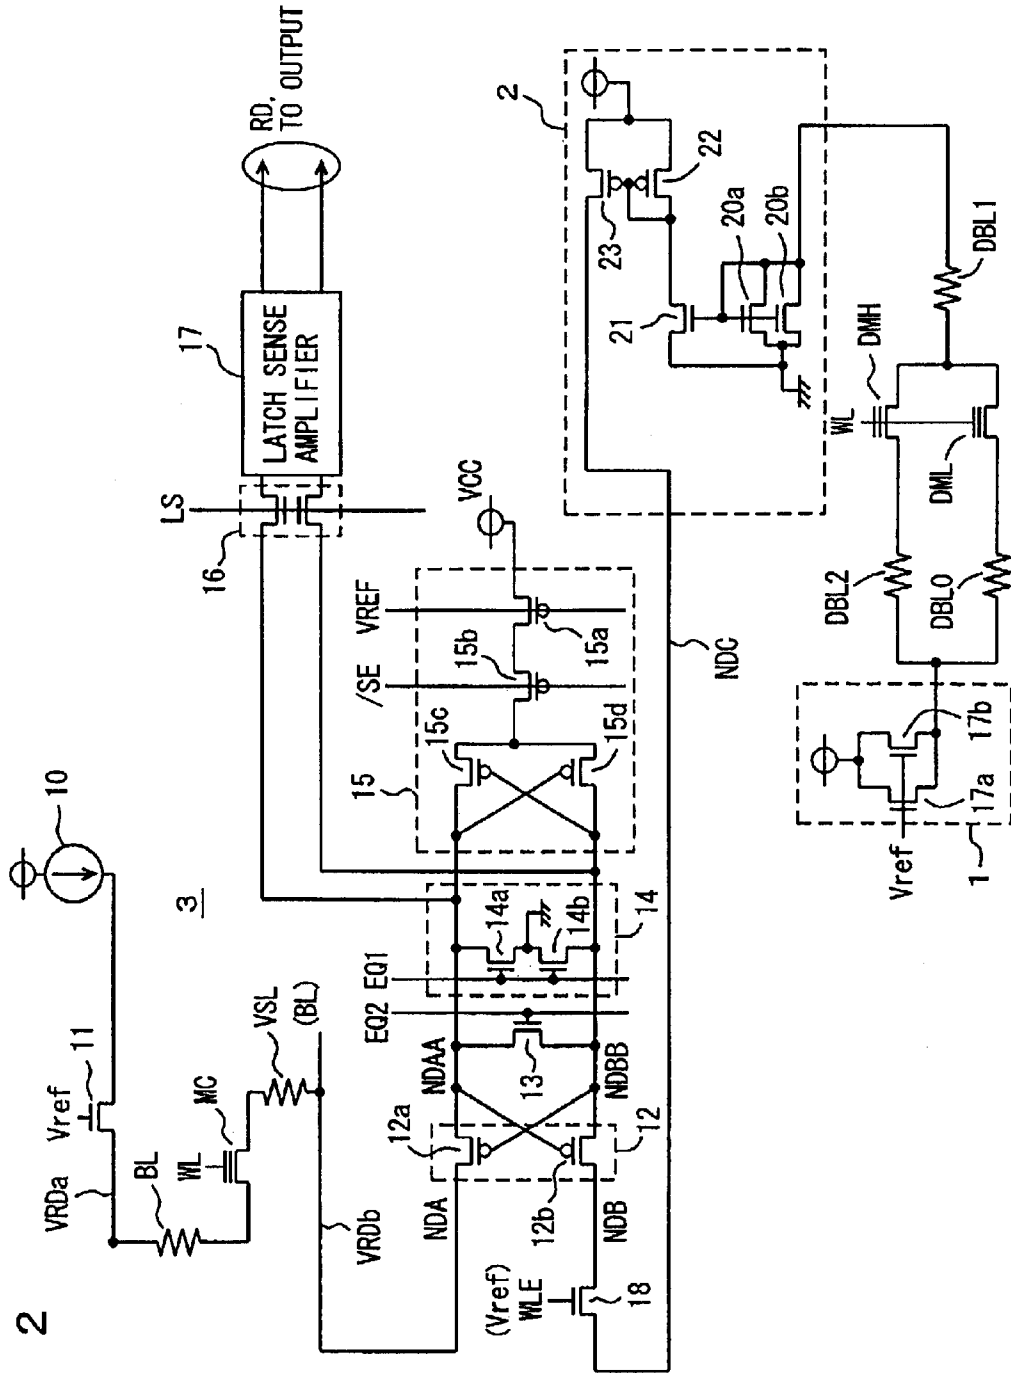 2
3
10
Vref
11
VRDa
BL
WL
MC
VSL
(BL)
VRDb
RD,
TO OUTPUT
LATCH SENSE
AMPLIFIER
17
LS
16
VREF
/SE
VCC
15
15a
15b
15c
15d
14
14a
14b
EQ1
EQ2
13
NDAA
NDBB
12a
12
12b
NDA
NDB
(Vref)
WLE
18
NDC
2
22
23
21
20a
20b
DBL1
DMH
WL
DML
DBL2
DBL0
17b
17a
Vref
1